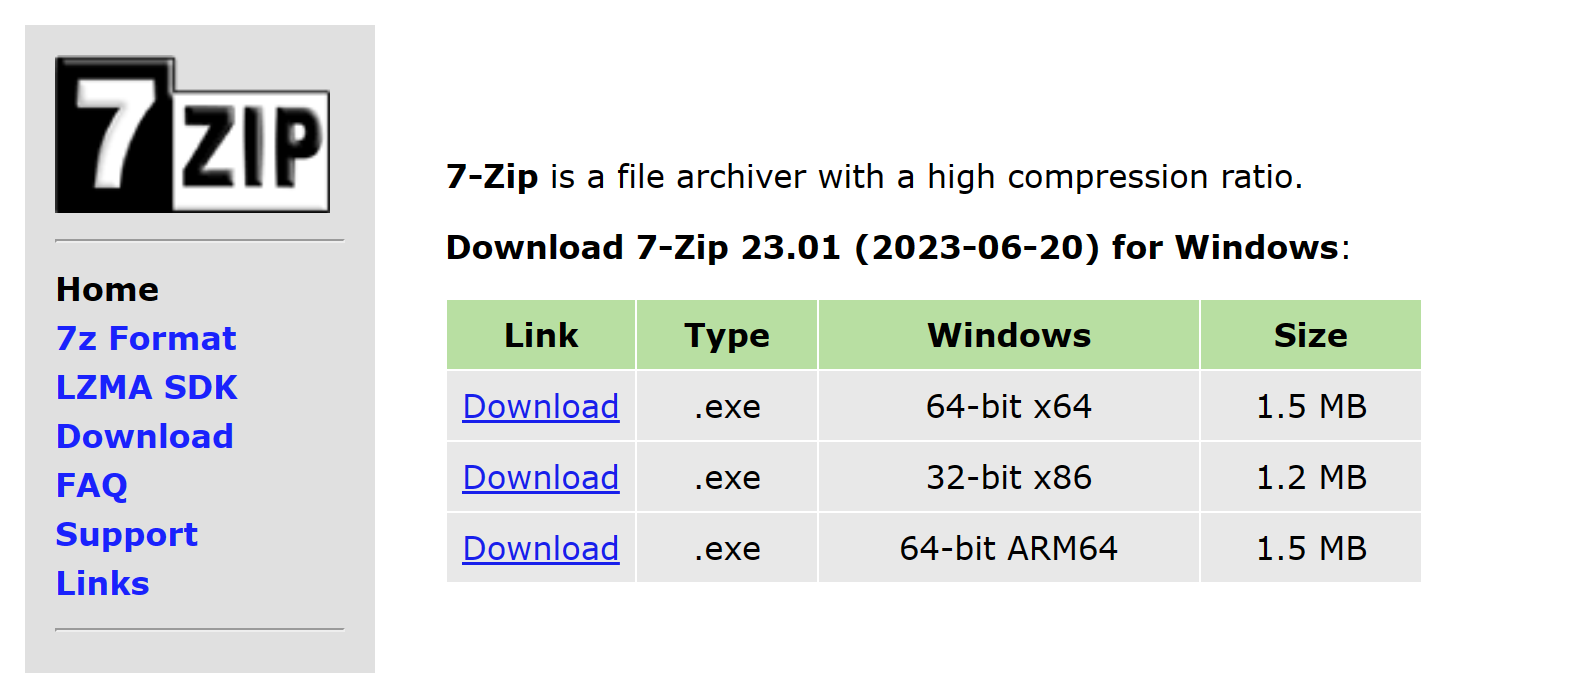 7ZIP
Home
7z Format
LZMA SDK
Download
FAQ
Support
Links
7-Zip is a file archiver with a high compression ratio.
Download 7-Zip 23.01 (2023-06-20) for Windows:
Link Type Windows Size
Download .exe 64-bit x64 1.5 MB
Download .exe 32-bit x86 1.2 MB
Download .exe 64-bit ARM64 1.5 MB